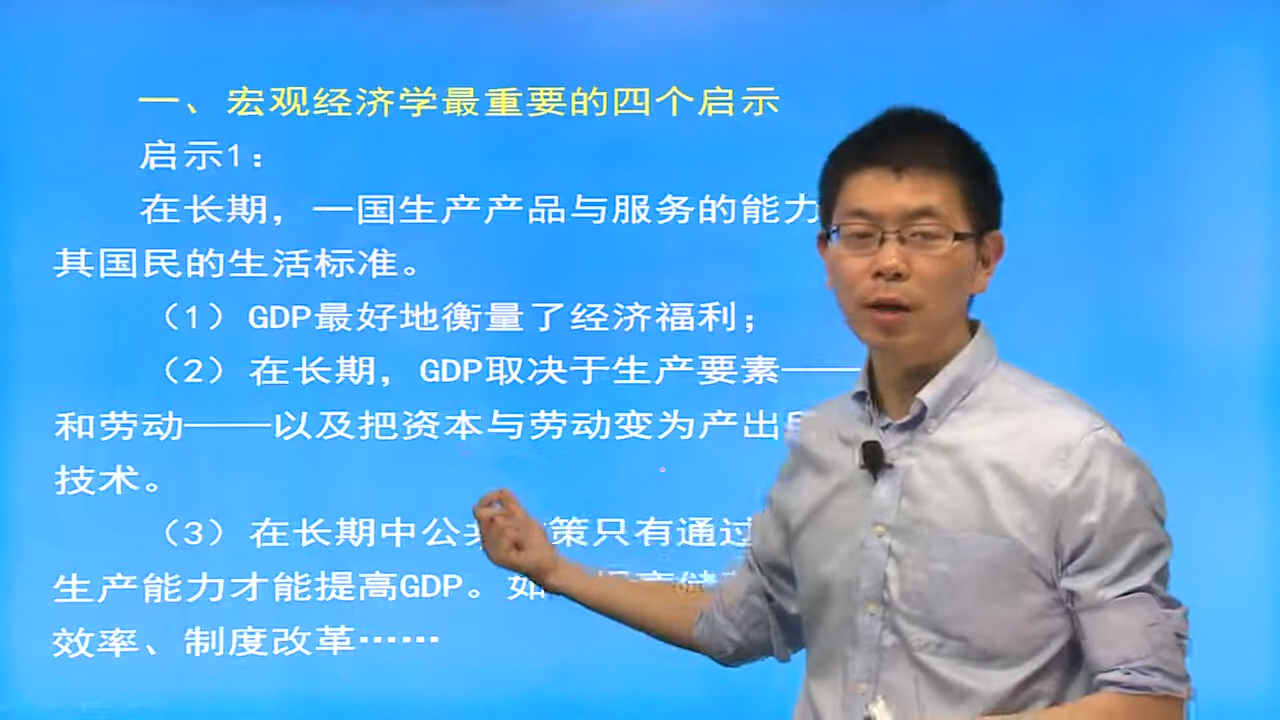 一、宏观经济学最重要的四个启示
启示1：
在长期，一国生产产品与服务的能力
其国民的生活标准。
（1）GDP最好地衡量了经济福利；
（2）在长期，GDP取决于生产要素——
和劳动——以及把资本与劳动变为产出
技术。
（3）在长期中公共 策只有通过
生产能力才能提高GDP。如
效率、制度改革……